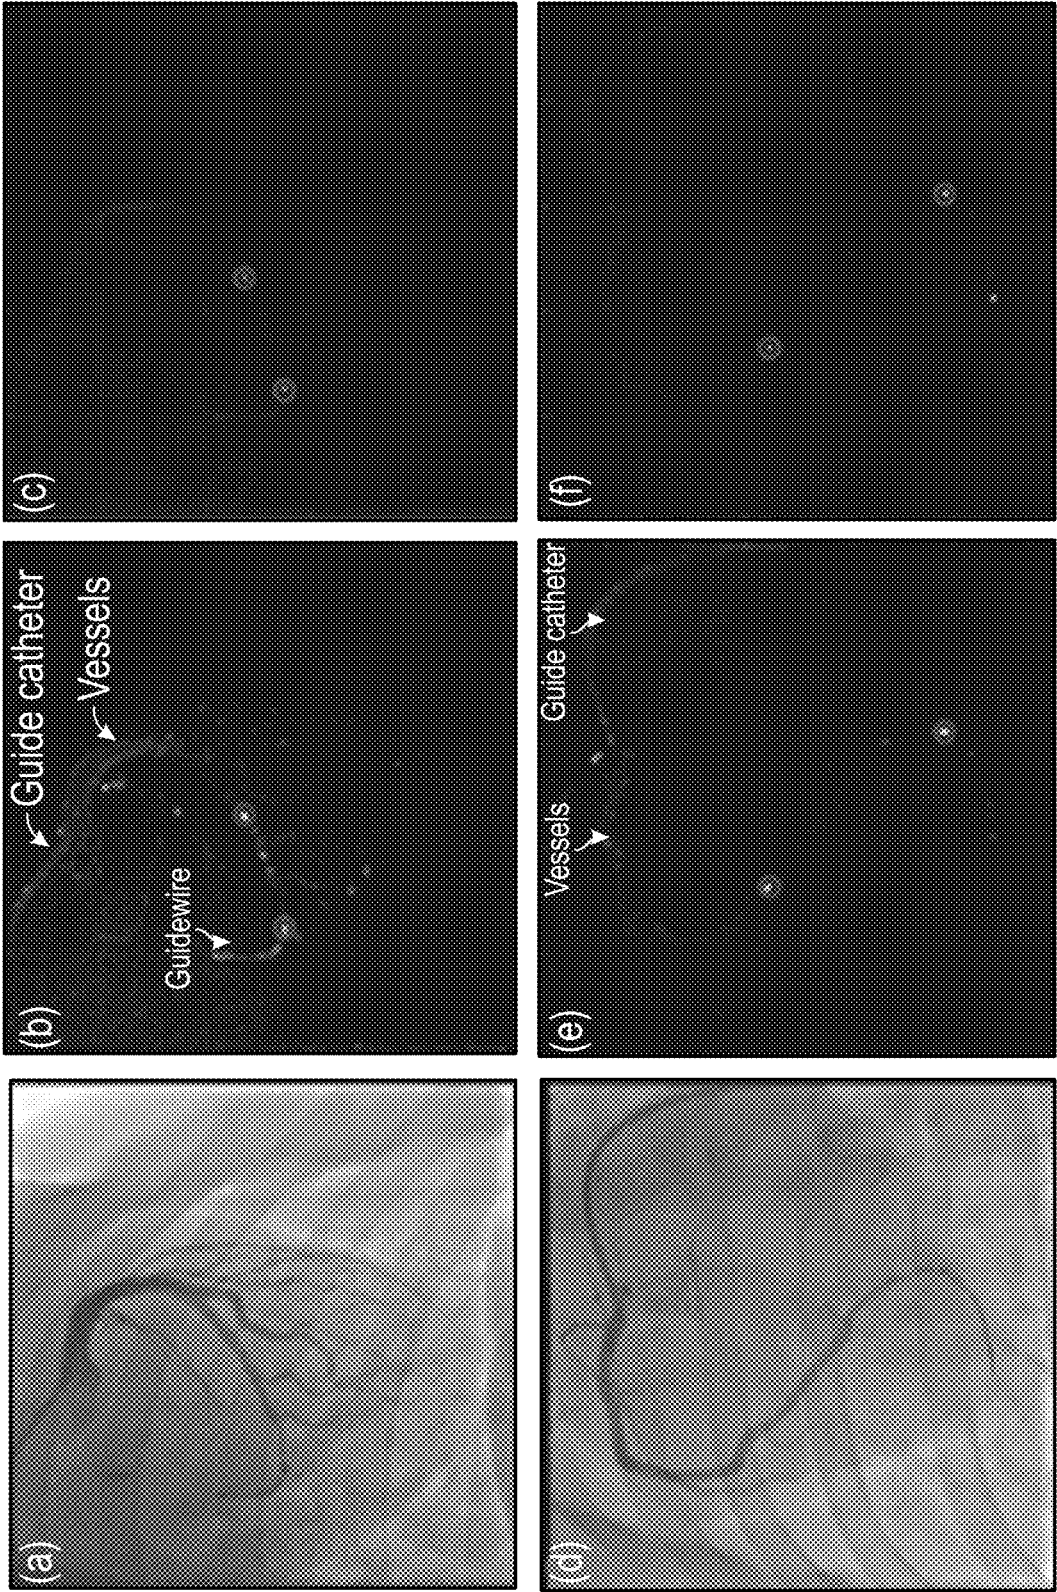 (a)
(b)
Guide catheter
Vessels
Guidewire
(c)
(d)
(e)
Vessels
Guide catheter
(f)